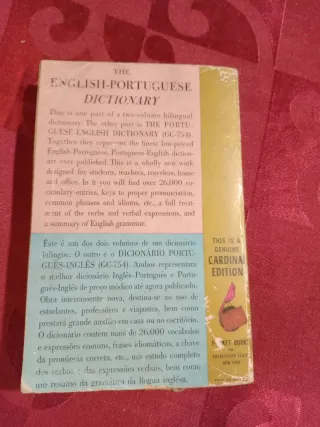 THE
ENGLISH-PORTUGUESE
DICTIONARY
This is one part of a two-volume bilingual
dictionary. The other part is THE PORTU-
GUESE ENGLISH DICTIONARY (GC-754).
Together they represent the finest low-priced
English-Portuguese, Portuguese-English diction-
ary ever published. This is a wholly new work
designed for students, teachers, travelers, home
and office. In it you will find over 26,000 vo-
cabulary entries, keys to proper pronunciation,
common phrases and idioms, etc., a full treat-
ment of the verbs and verbal expressions, and
a summary of English grammar.
Êste é um dos dois volumes de um dicionário
bilíngue. O outro é o DICIONÁRIO PORTU-
GUÊS-INGLÊS (GC-754). Ambos representam
o melhor dicionário Inglês-Português e Portu-
guês-Inglês de preço módico até agora publicado.
Obra inteiramente nova, destina-se ao uso de
estudantes, professôres e viajantes, bem como
prestará grande auxílio em casa ou no escritório.
O dicionário contém mais de 26.000 vocábulos
e expressões comuns, frases idiomáticas, a chave
da pronúncia correta, etc., um estudo completo
dos verbos e das expressões verbais, bem como
um resumo da gramática da língua inglêsa.
THIS IS A
GENUINE
CARDINAL
EDITION
POCKET BOOKS
NEW YORK